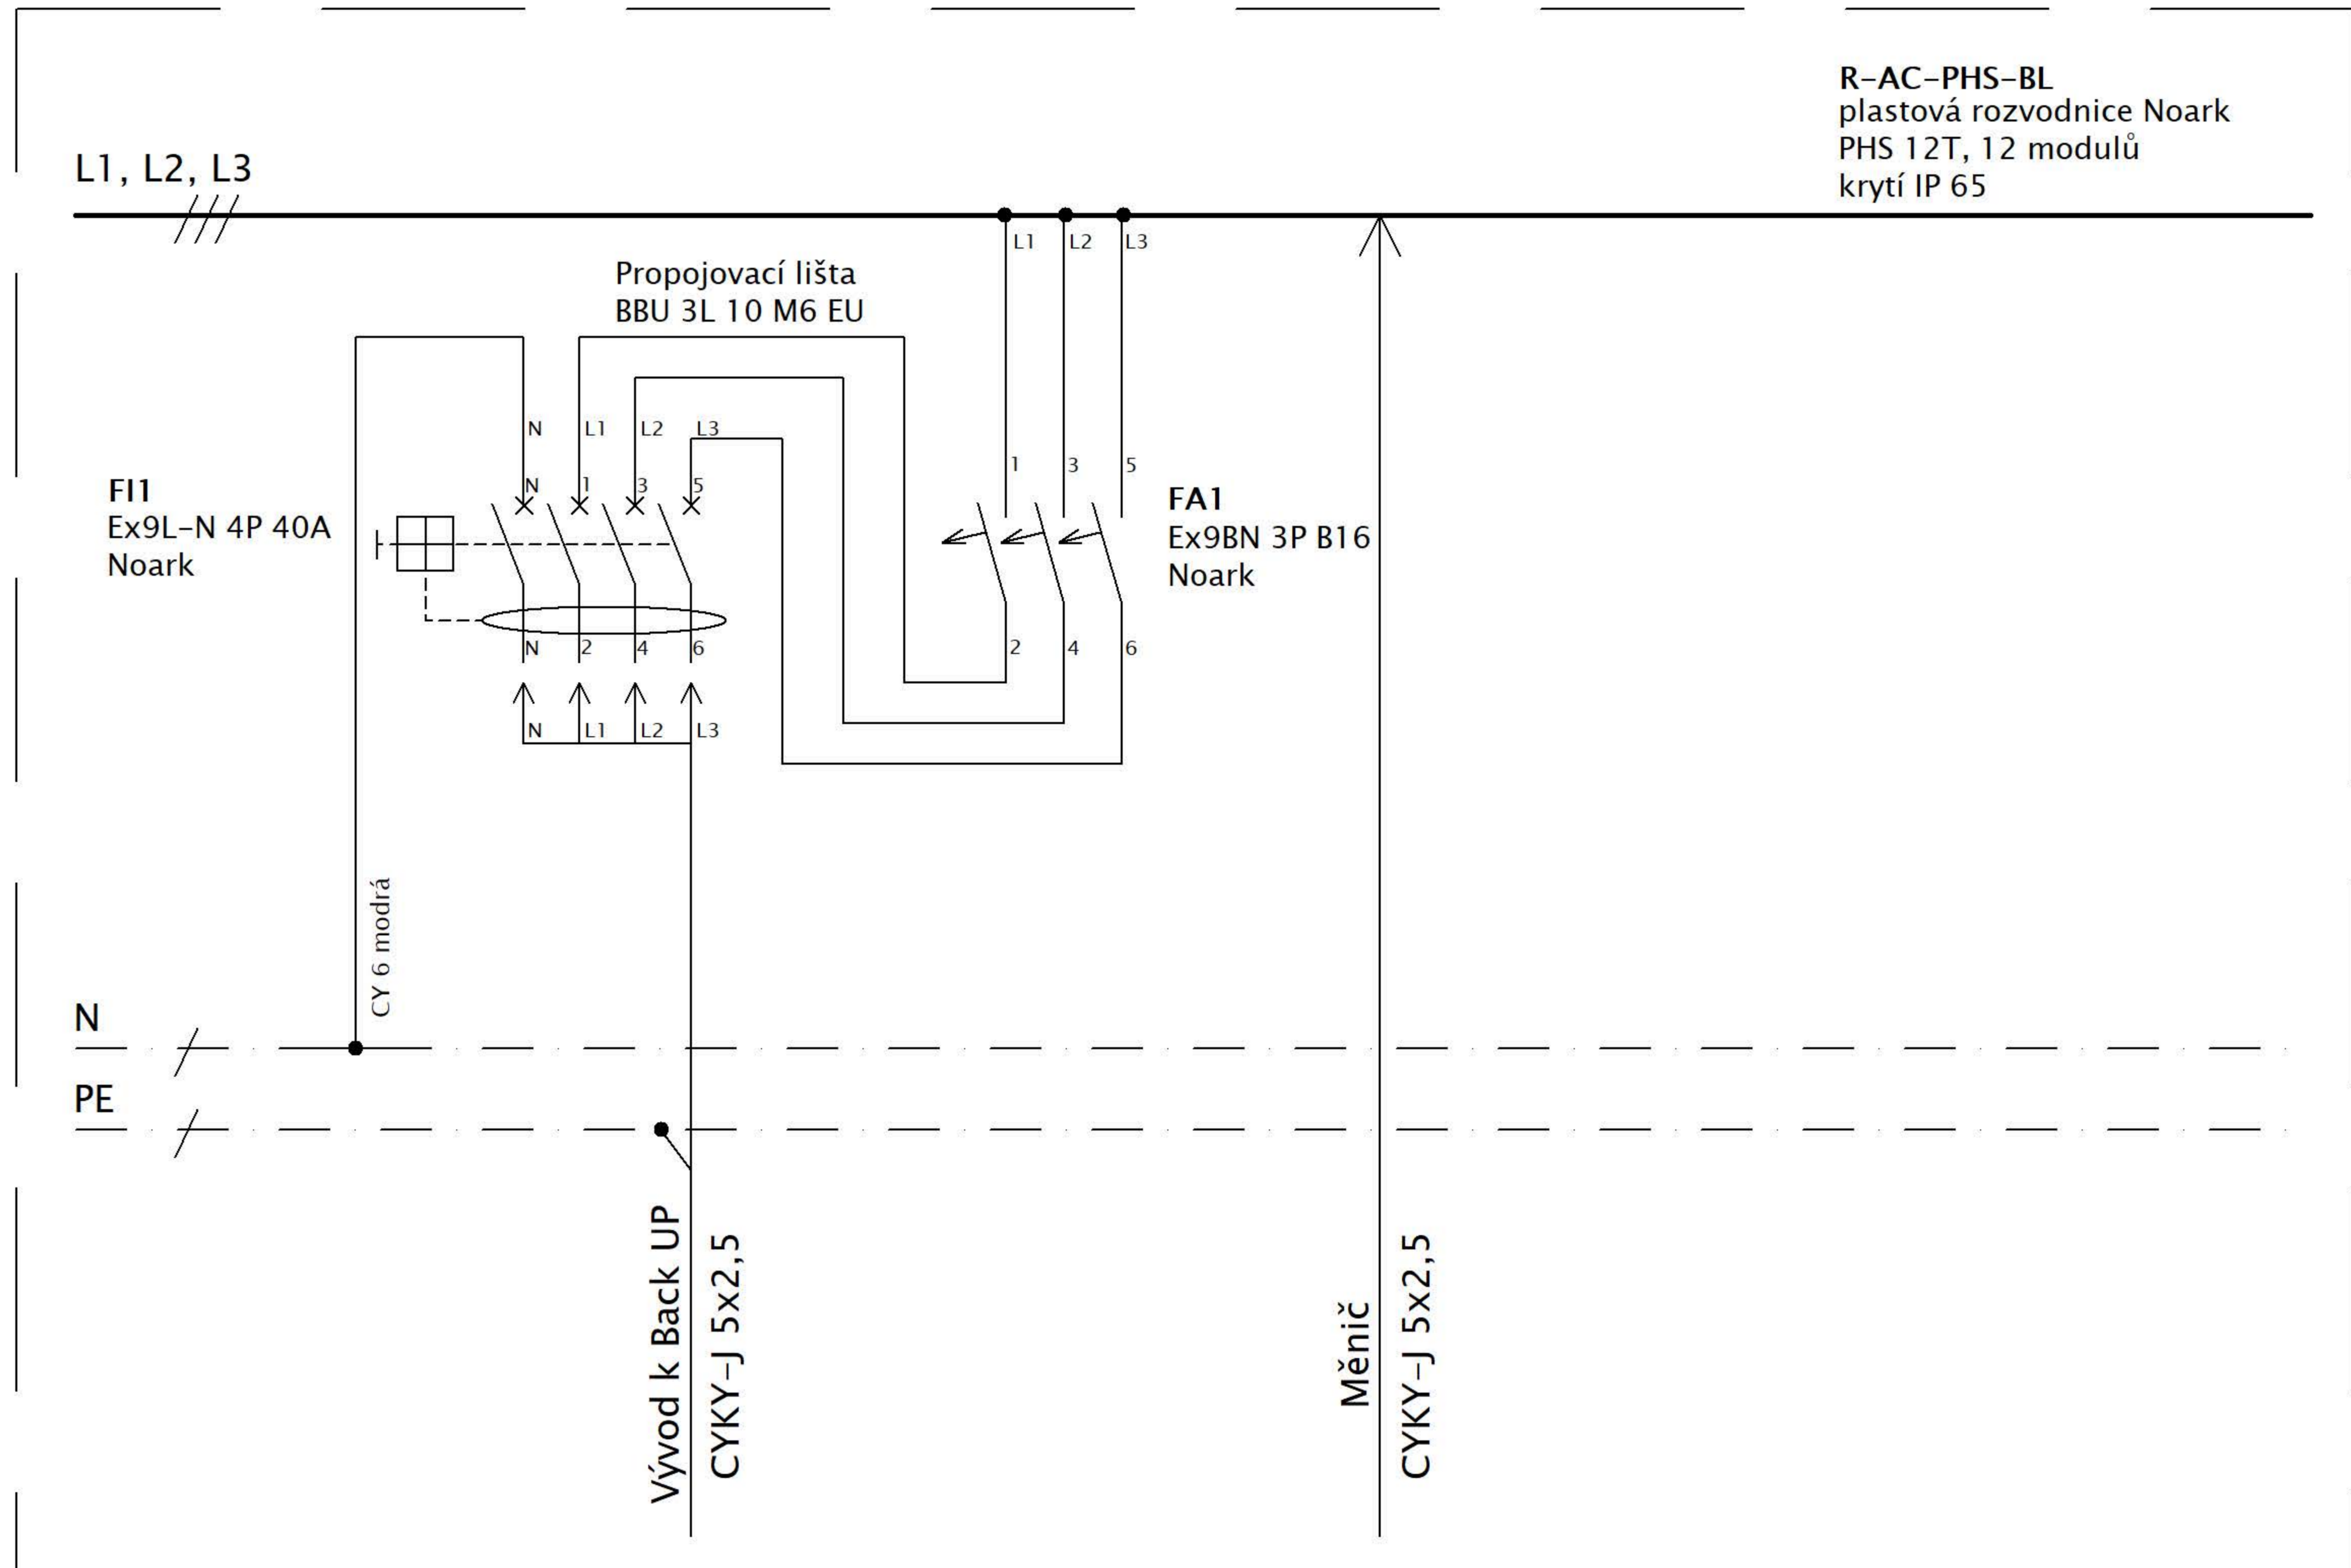 R-AC-PHS-BL
plastová rozvodnice Noark
PHS 12T, 12 modulů
krytí IP 65
L1, L2, L3
L1 L2 L3
Propojovací lišta
BBU 3L 10 M6 EU
N L1 L2 L3
1 3 5
N 1 3 5
FI1
Ex9L-N 4P 40A
Noark
FA1
Ex9BN 3P B16
Noark
N 2 4 6
2 4 6
N L1 L2 L3
CY 6 modrá
N
PE
Vývod k Back UP
CYKY-J 5x2,5
Měnič
CYKY-J 5x2,5